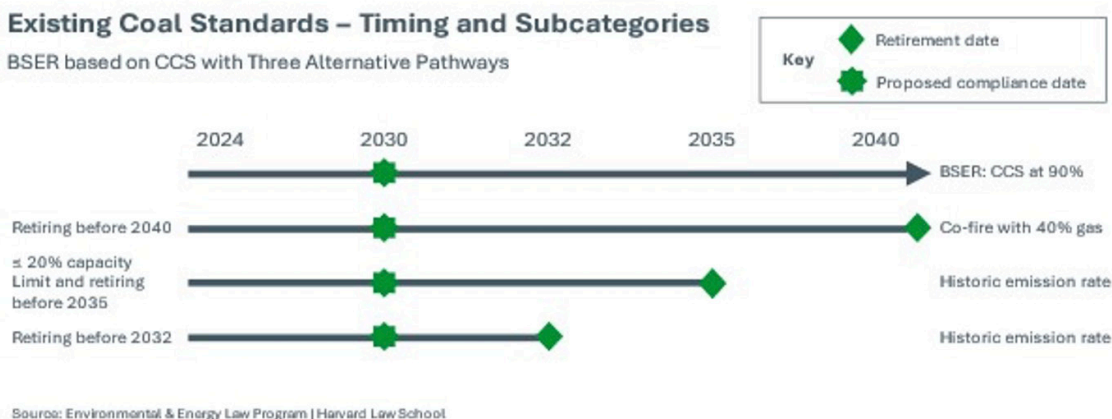 Existing Coal Standards – Timing and Subcategories
BSER based on CCS with Three Alternative Pathways
Key
Retirement date
Proposed compliance date
2024 2030 2032 2035 2040
BSER: CCS at 90%
Retiring before 2040
Co-fire with 40% gas
≤ 20% capacity
Limit and retiring
before 2035
Historic emission rate
Retiring before 2032
Historic emission rate
Source: Environmental & Energy Law Program | Harvard Law School